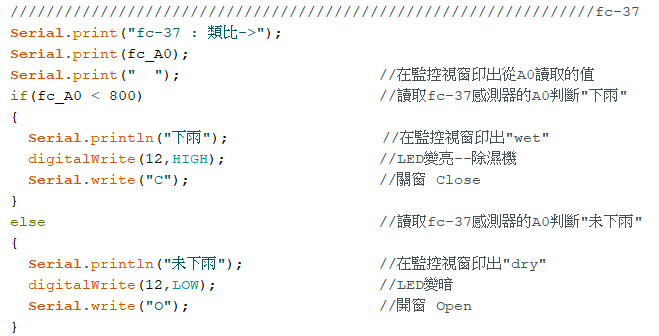 /////////////////////////////////////////////////////////////////fc-37
Serial.print("fc-37 : 類比->");
Serial.print(fc_A0);
Serial.print("  ");                      //在監控視窗印出從A0讀取的值
if(fc_A0 < 800)                          //讀取fc-37感測器的A0判斷"下雨"
{
  Serial.println("下雨");                 //在監控視窗印出"wet"
  digitalWrite(12,HIGH);                 //LED變亮--除濕機
  Serial.write("C");                     //關窗 Close
}
else                                     //讀取fc-37感測器的A0判斷"未下雨"
{
  Serial.println("未下雨");               //在監控視窗印出"dry"
  digitalWrite(12,LOW);                  //LED變暗
  Serial.write("O");                     //開窗 Open
}